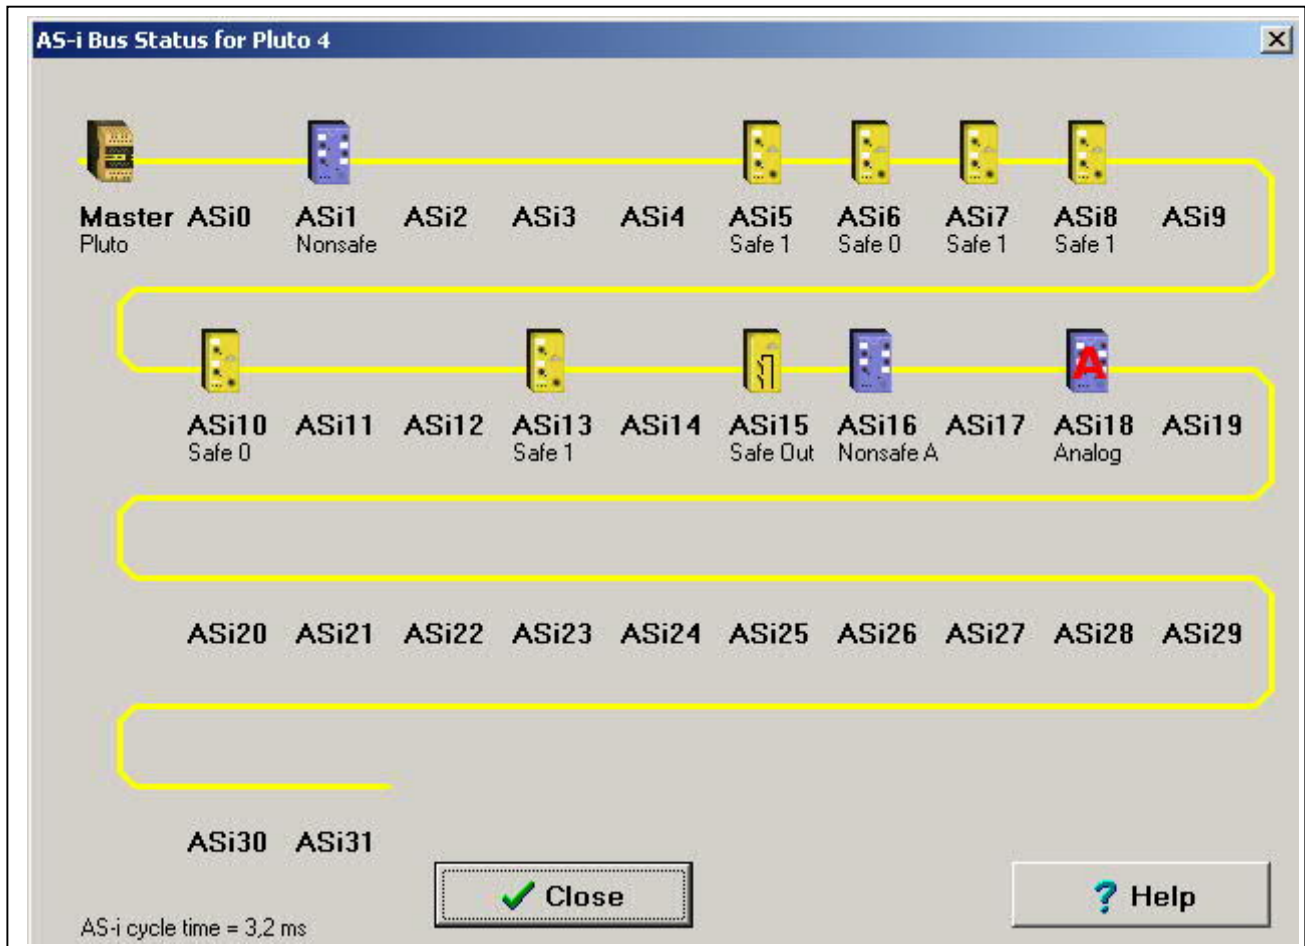 AS-i Bus Status for Pluto 4
Master ASi0 ASi1 ASi2 ASi3 ASi4 ASi5 ASi6 ASi7 ASi8 ASi9
Pluto Nonsafe Safe 1 Safe 0 Safe 1 Safe 1
A
ASi10 ASi11 ASi12 ASi13 ASi14 ASi15 ASi16 ASi17 ASi18 ASi19
Safe 0 Safe 1 Safe Out Nonsafe A Analog
ASi20 ASi21 ASi22 ASi23 ASi24 ASi25 ASi26 ASi27 ASi28 ASi29
ASi30 ASi31
Close ? Help
AS-i cycle time = 3,2 ms